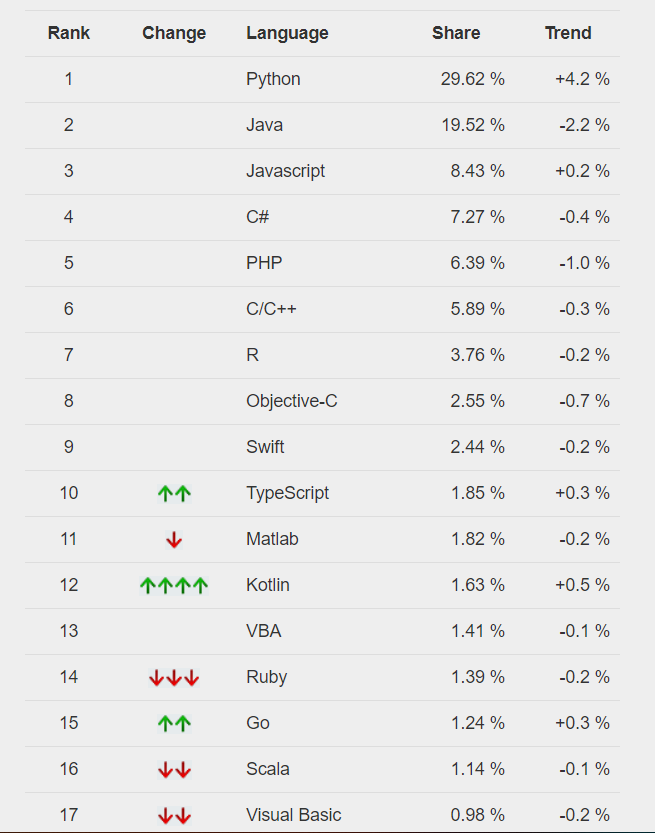 Rank Change Language Share Trend
1 Python 29.62 % +4.2 %
2 Java 19.52 % -2.2 %
3 Javascript 8.43 % +0.2 %
4 C# 7.27 % -0.4 %
5 PHP 6.39 % -1.0 %
6 C/C++ 5.89 % -0.3 %
7 R 3.76 % -0.2 %
8 Objective-C 2.55 % -0.7 %
9 Swift 2.44 % -0.2 %
10 ↑↑ TypeScript 1.85 % +0.3 %
11 ↓ Matlab 1.82 % -0.2 %
12 ↑↑↑↑ Kotlin 1.63 % +0.5 %
13 VBA 1.41 % -0.1 %
14 ↓↓↓ Ruby 1.39 % -0.2 %
15 ↑↑ Go 1.24 % +0.3 %
16 ↓↓ Scala 1.14 % -0.1 %
17 ↓↓ Visual Basic 0.98 % -0.2 %